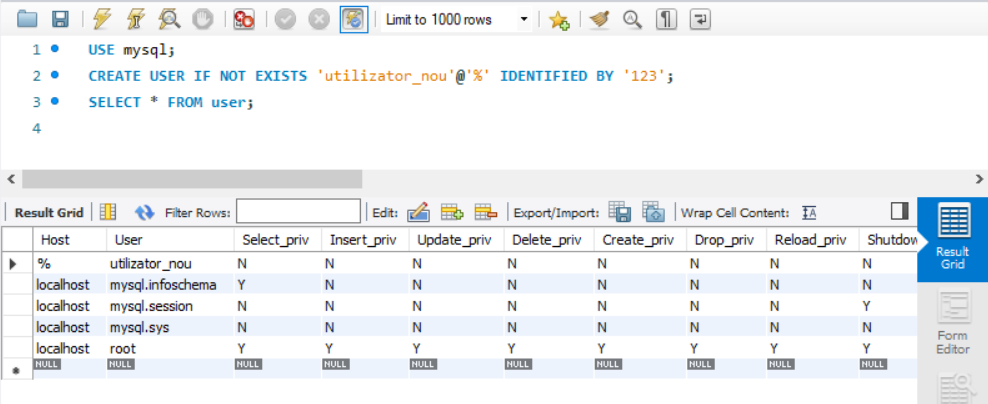 Limit to 1000 rows
1 USE mysql;
2 CREATE USER IF NOT EXISTS 'utilizator_nou'@'%' IDENTIFIED BY '123';
3 SELECT * FROM user;
4
Result Grid Filter Rows: Edit: Export/Import: Wrap Cell Content: IA
Host User Select_priv Insert_priv Update_priv Delete_priv Create_priv Drop_priv Reload_priv Shutdow
% utilizator_nou N N N N N N N N
localhost mysql.infoschema Y N N N N N N N
localhost mysql.session N N N N N N N Y
localhost mysql.sys N N N N N N N N
localhost root Y Y Y Y Y Y Y Y
NULL NULL NULL NULL NULL NULL NULL NULL NULL NULL
Result
Grid
Form
Editor